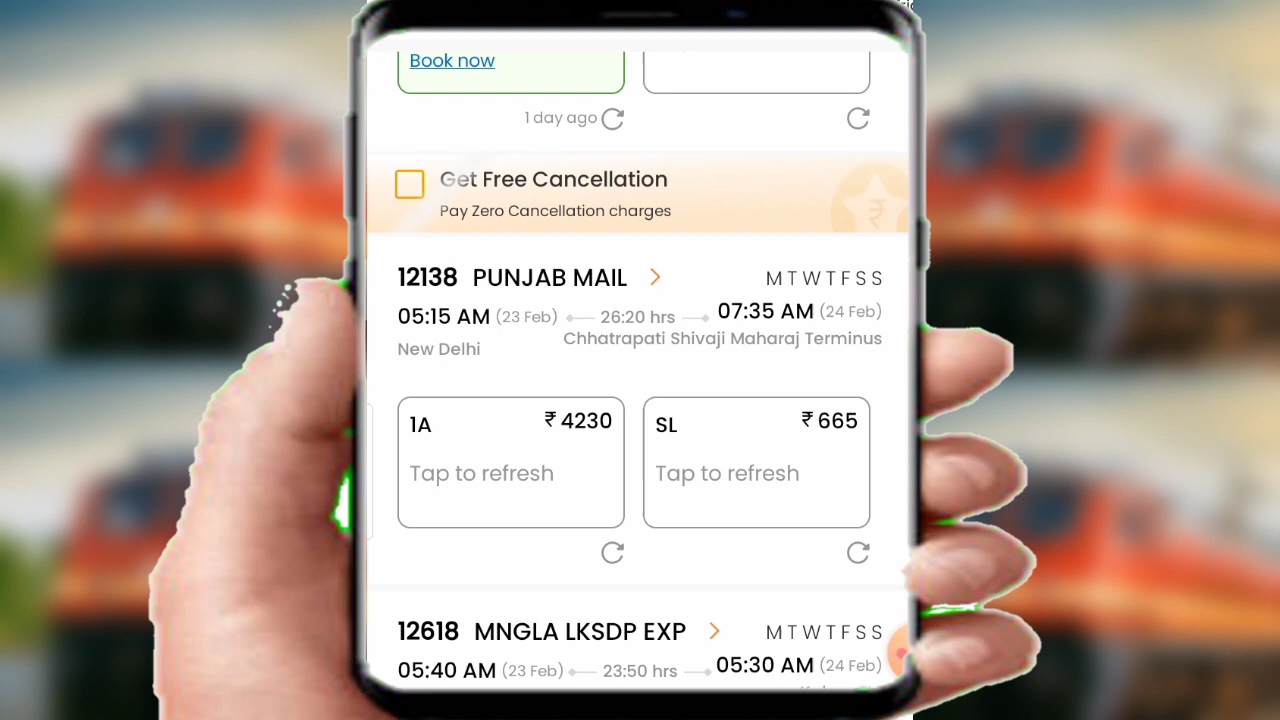 Book now
1 day ago
Get Free Cancellation
Pay Zero Cancellation charges
12138 PUNJAB MAIL M T W T F S S
05:15 AM (23 Feb) 26:20 hrs 07:35 AM (24 Feb)
New Delhi Chhatrapati Shivaji Maharaj Terminus
1A ₹ 4230 SL ₹ 665
Tap to refresh Tap to refresh
12618 MNGLA LKSDP EXP M T W T F S S
05:40 AM (23 Feb) 23:50 hrs 05:30 AM (24 Feb)